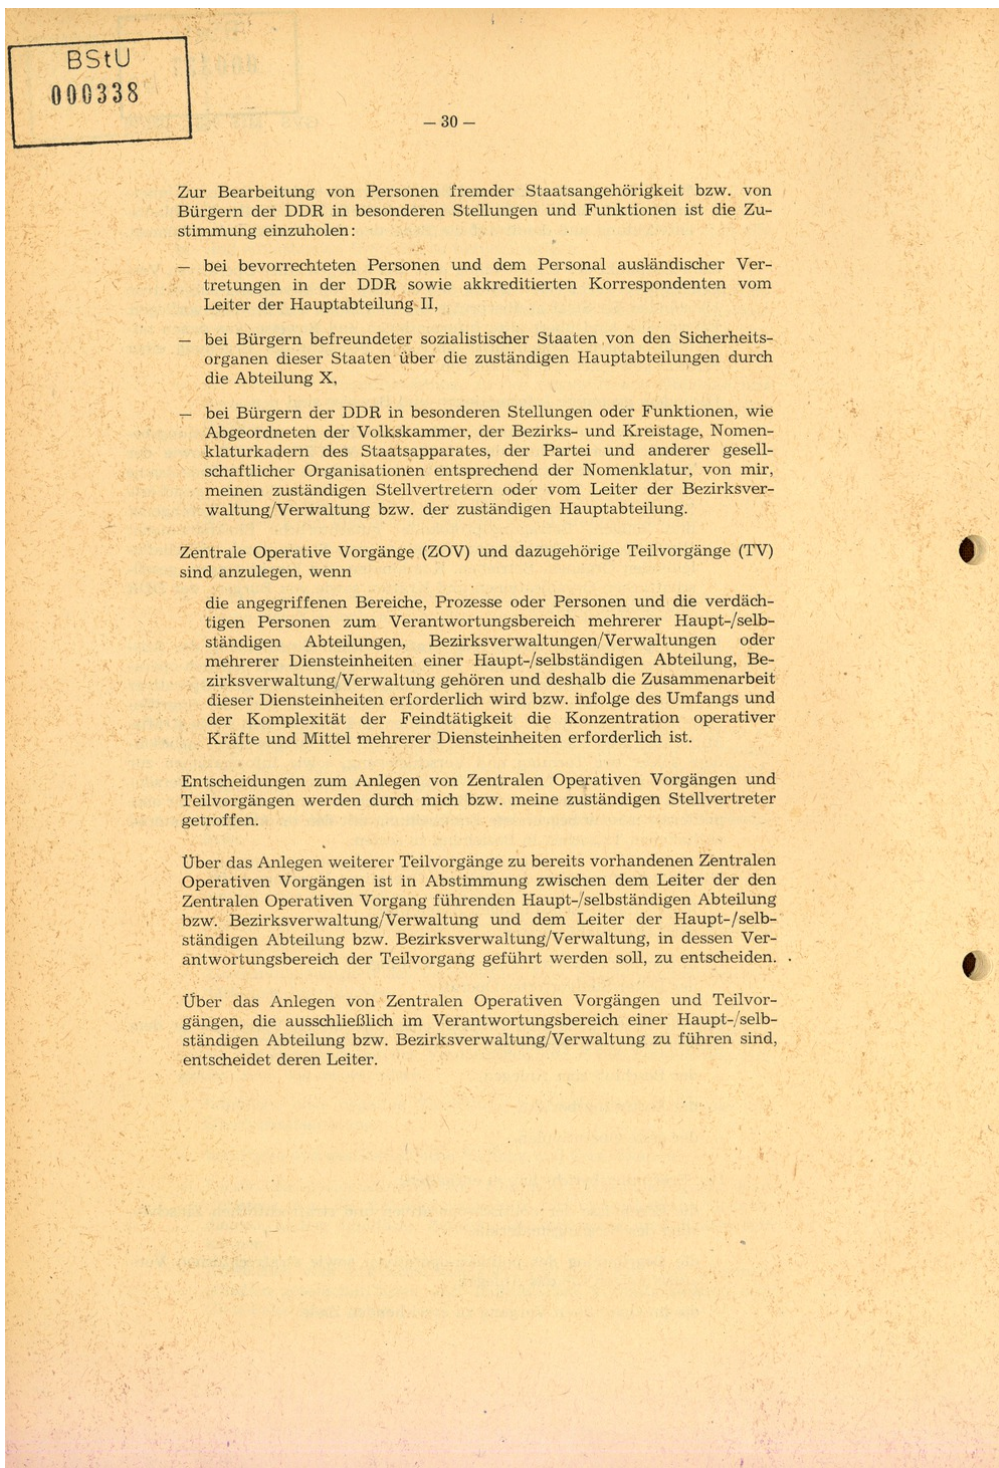 BStU
000338
— 30 —
Zur Bearbeitung von Personen fremder Staatsangehörigkeit bzw. von
Bürgern der DDR in besonderen Stellungen und Funktionen ist die Zu-
stimmung einzuholen:
— bei bevorrechteten Personen und dem Personal ausländischer Ver-
tretungen in der DDR sowie akkreditierten Korrespondenten vom
Leiter der Hauptabteilung II,
— bei Bürgern befreundeter sozialistischer Staaten von den Sicherheits-
organen dieser Staaten über die zuständigen Hauptabteilungen durch
die Abteilung X,
— bei Bürgern der DDR in besonderen Stellungen oder Funktionen, wie
Abgeordneten der Volkskammer, der Bezirks- und Kreistage, Nomen-
klaturkadern des Staatsapparates, der Partei und anderer gesell-
schaftlicher Organisationen entsprechend der Nomenklatur, von mir,
meinen zuständigen Stellvertretern oder vom Leiter der Bezirksver-
waltung/Verwaltung bzw. der zuständigen Hauptabteilung.
Zentrale Operative Vorgänge (ZOV) und dazugehörige Teilvorgänge (TV)
sind anzulegen, wenn
die angegriffenen Bereiche, Prozesse oder Personen und die verdäch-
tigen Personen zum Verantwortungsbereich mehrerer Haupt-/selb-
ständigen Abteilungen, Bezirksverwaltungen/Verwaltungen oder
mehrerer Diensteinheiten einer Haupt-/selbständigen Abteilung, Be-
zirksverwaltung/Verwaltung gehören und deshalb die Zusammenarbeit
dieser Diensteinheiten erforderlich wird bzw. infolge des Umfangs und
der Komplexität der Feindtätigkeit die Konzentration operativer
Kräfte und Mittel mehrerer Diensteinheiten erforderlich ist.
Entscheidungen zum Anlegen von Zentralen Operativen Vorgängen und
Teilvorgängen werden durch mich bzw. meine zuständigen Stellvertreter
getroffen.
Über das Anlegen weiterer Teilvorgänge zu bereits vorhandenen Zentralen
Operativen Vorgängen ist in Abstimmung zwischen dem Leiter der den
Zentralen Operativen Vorgang führenden Haupt-/selbständigen Abteilung
bzw. Bezirksverwaltung/Verwaltung und dem Leiter der Haupt-/selb-
ständigen Abteilung bzw. Bezirksverwaltung/Verwaltung, in dessen Ver-
antwortungsbereich der Teilvorgang geführt werden soll, zu entscheiden.
Über das Anlegen von Zentralen Operativen Vorgängen und Teilvor-
gängen, die ausschließlich im Verantwortungsbereich einer Haupt-/selb-
ständigen Abteilung bzw. Bezirksverwaltung/Verwaltung zu führen sind,
entscheidet deren Leiter.